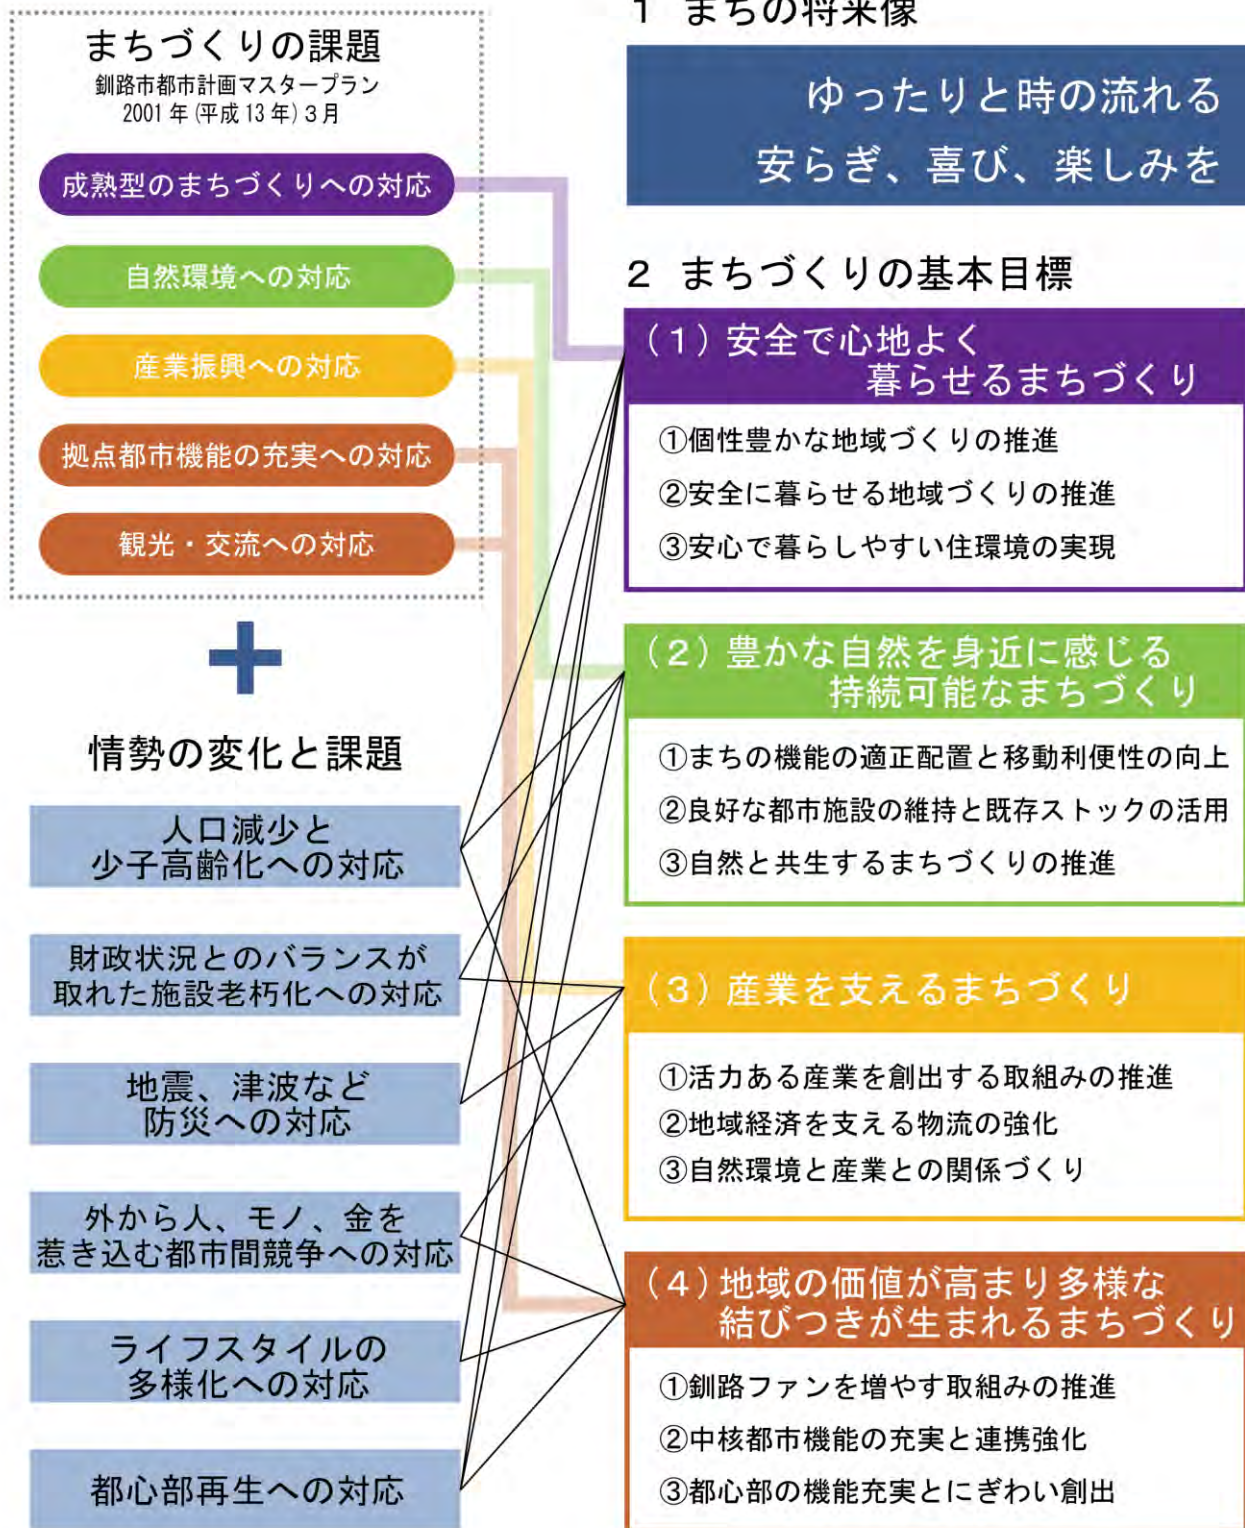 まちづくりの課題
釧路市都市計画マスタープラン
2001年(平成13年)3月
成熟型のまちづくりへの対応
自然環境への対応
産業振興への対応
拠点都市機能の充実への対応
観光・交流への対応
情勢の変化と課題
人口減少と
少子高齢化への対応
財政状況とのバランスが
取れた施設老朽化への対応
地震、津波など
防災への対応
外から人、モノ、金を
惹き込む都市間競争への対応
ライフスタイルの
多様化への対応
都心部再生への対応
1 まちの将来像
ゆったりと時の流れる
安らぎ、喜び、楽しみを
2 まちづくりの基本目標
(1)安全で心地よく
暮らせるまちづくり
①個性豊かな地域づくりの推進
②安全に暮らせる地域づくりの推進
③安心で暮らしやすい住環境の実現
(2)豊かな自然を身近に感じる
持続可能なまちづくり
①まちの機能の適正配置と移動利便性の向上
②良好な都市施設の維持と既存ストックの活用
③自然と共生するまちづくりの推進
(3)産業を支えるまちづくり
①活力ある産業を創出する取組みの推進
②地域経済を支える物流の強化
③自然環境と産業との関係づくり
(4)地域の価値が高まり多様な
結びつきが生まれるまちづくり
①釧路ファンを増やす取組みの推進
②中核都市機能の充実と連携強化
③都心部の機能充実とにぎわい創出